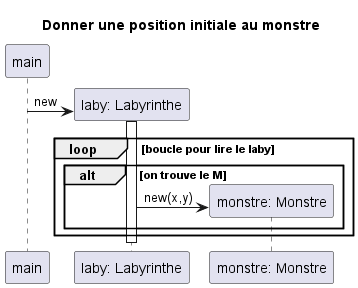 Donner une position initiale au monstre
main
new
laby: Labyrinthe
loop [boucle pour lire le laby]
alt [on trouve le M]
new(x,y)
monstre: Monstre
main laby: Labyrinthe monstre: Monstre